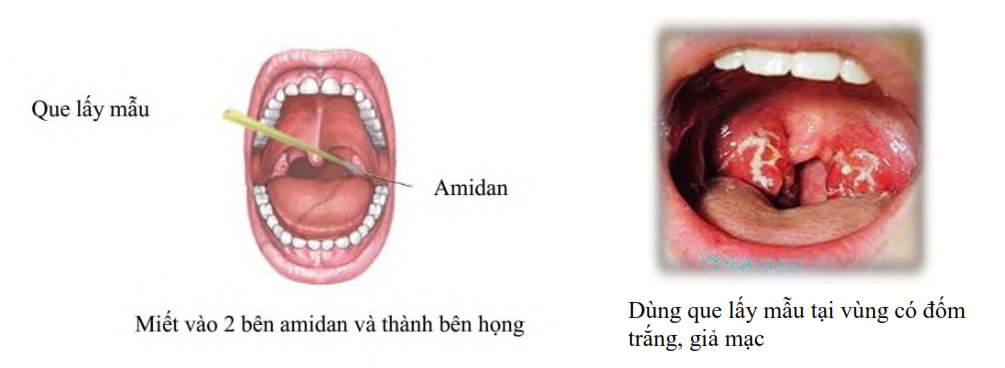 Que lấy mẫu
Amidan
Miết vào 2 bên amidan và thành bên họng
Dùng que lấy mẫu tại vùng có đốm
trắng, giả mạc